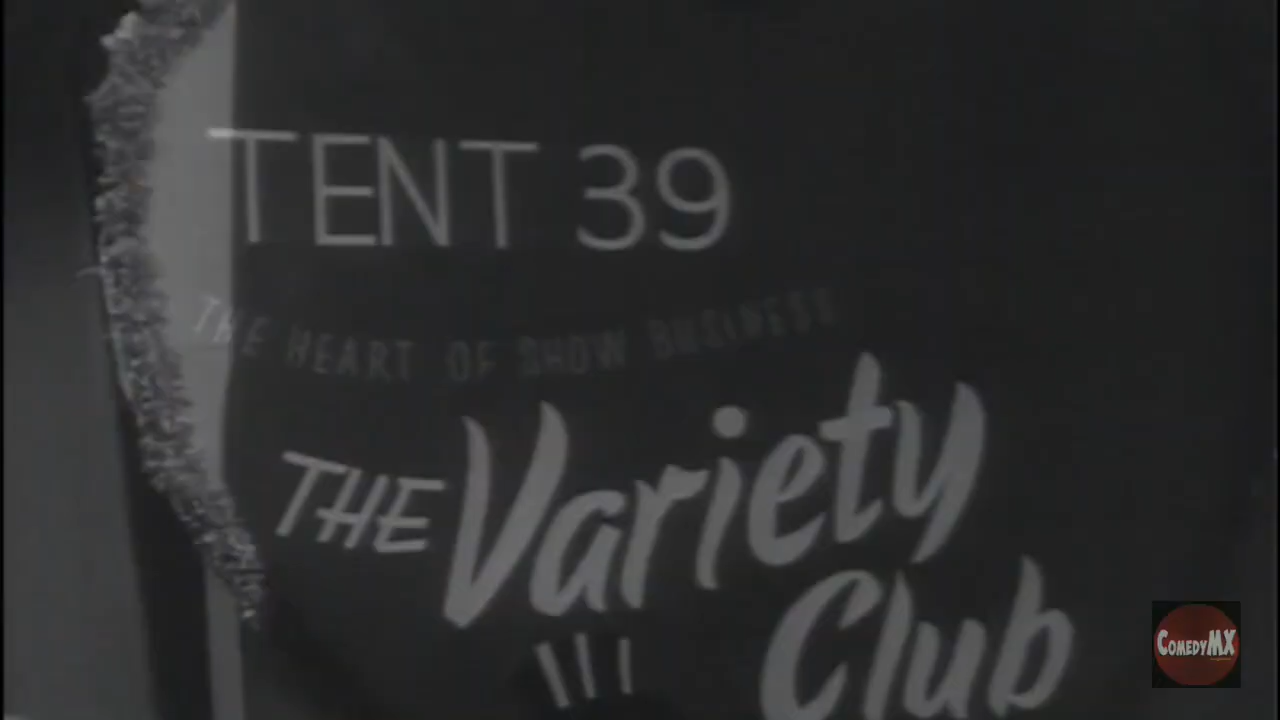 TENT 39
THE HEART OF SHOW BUSINESS
THE Variety
Club
COMEDYMX